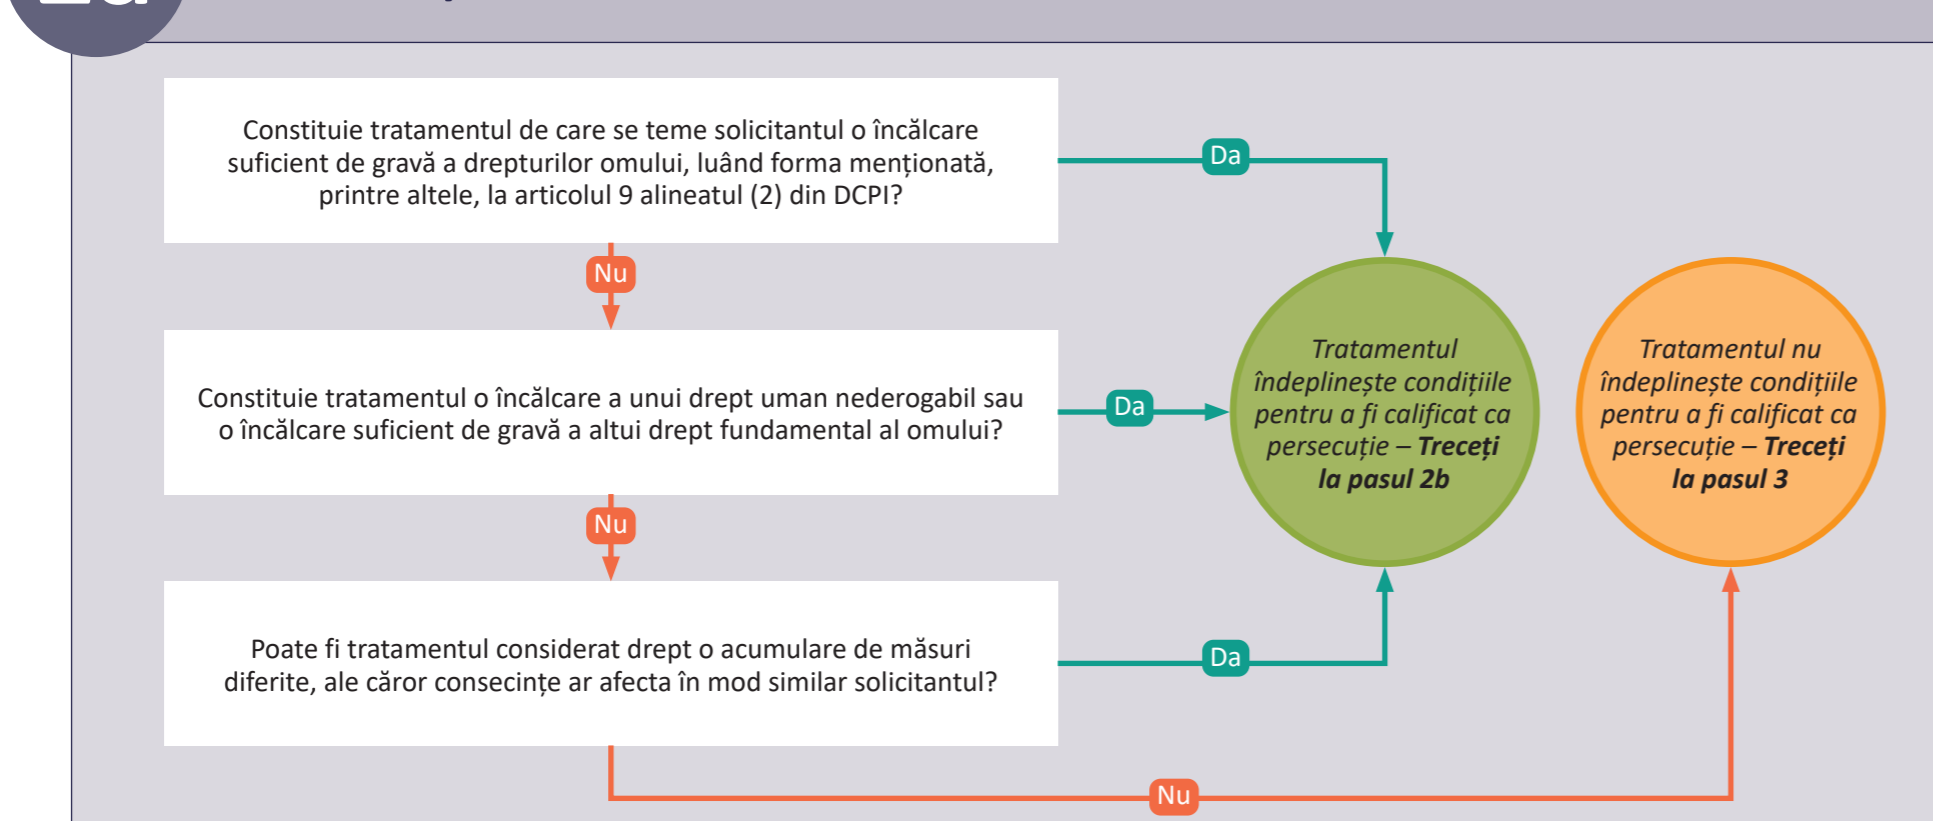 Constituie tratamentul de care se teme solicitantul o încălcare
suficient de gravă a drepturilor omului, luând forma menționată,
printre altele, la articolul 9 alineatul (2) din DCPI?
Da
Nu
Constituie tratamentul o încălcare a unui drept uman nederogabil sau
o încălcare suficient de gravă a altui drept fundamental al omului?
Da
Tratamentul
îndeplinește condițiile
pentru a fi calificat ca
persecuție – Treceți
la pasul 2b
Tratamentul nu
îndeplinește condițiile
pentru a fi calificat ca
persecuție – Treceți
la pasul 3
Nu
Poate fi tratamentul considerat drept o acumulare de măsuri
diferite, ale căror consecințe ar afecta în mod similar solicitantul?
Da
Nu